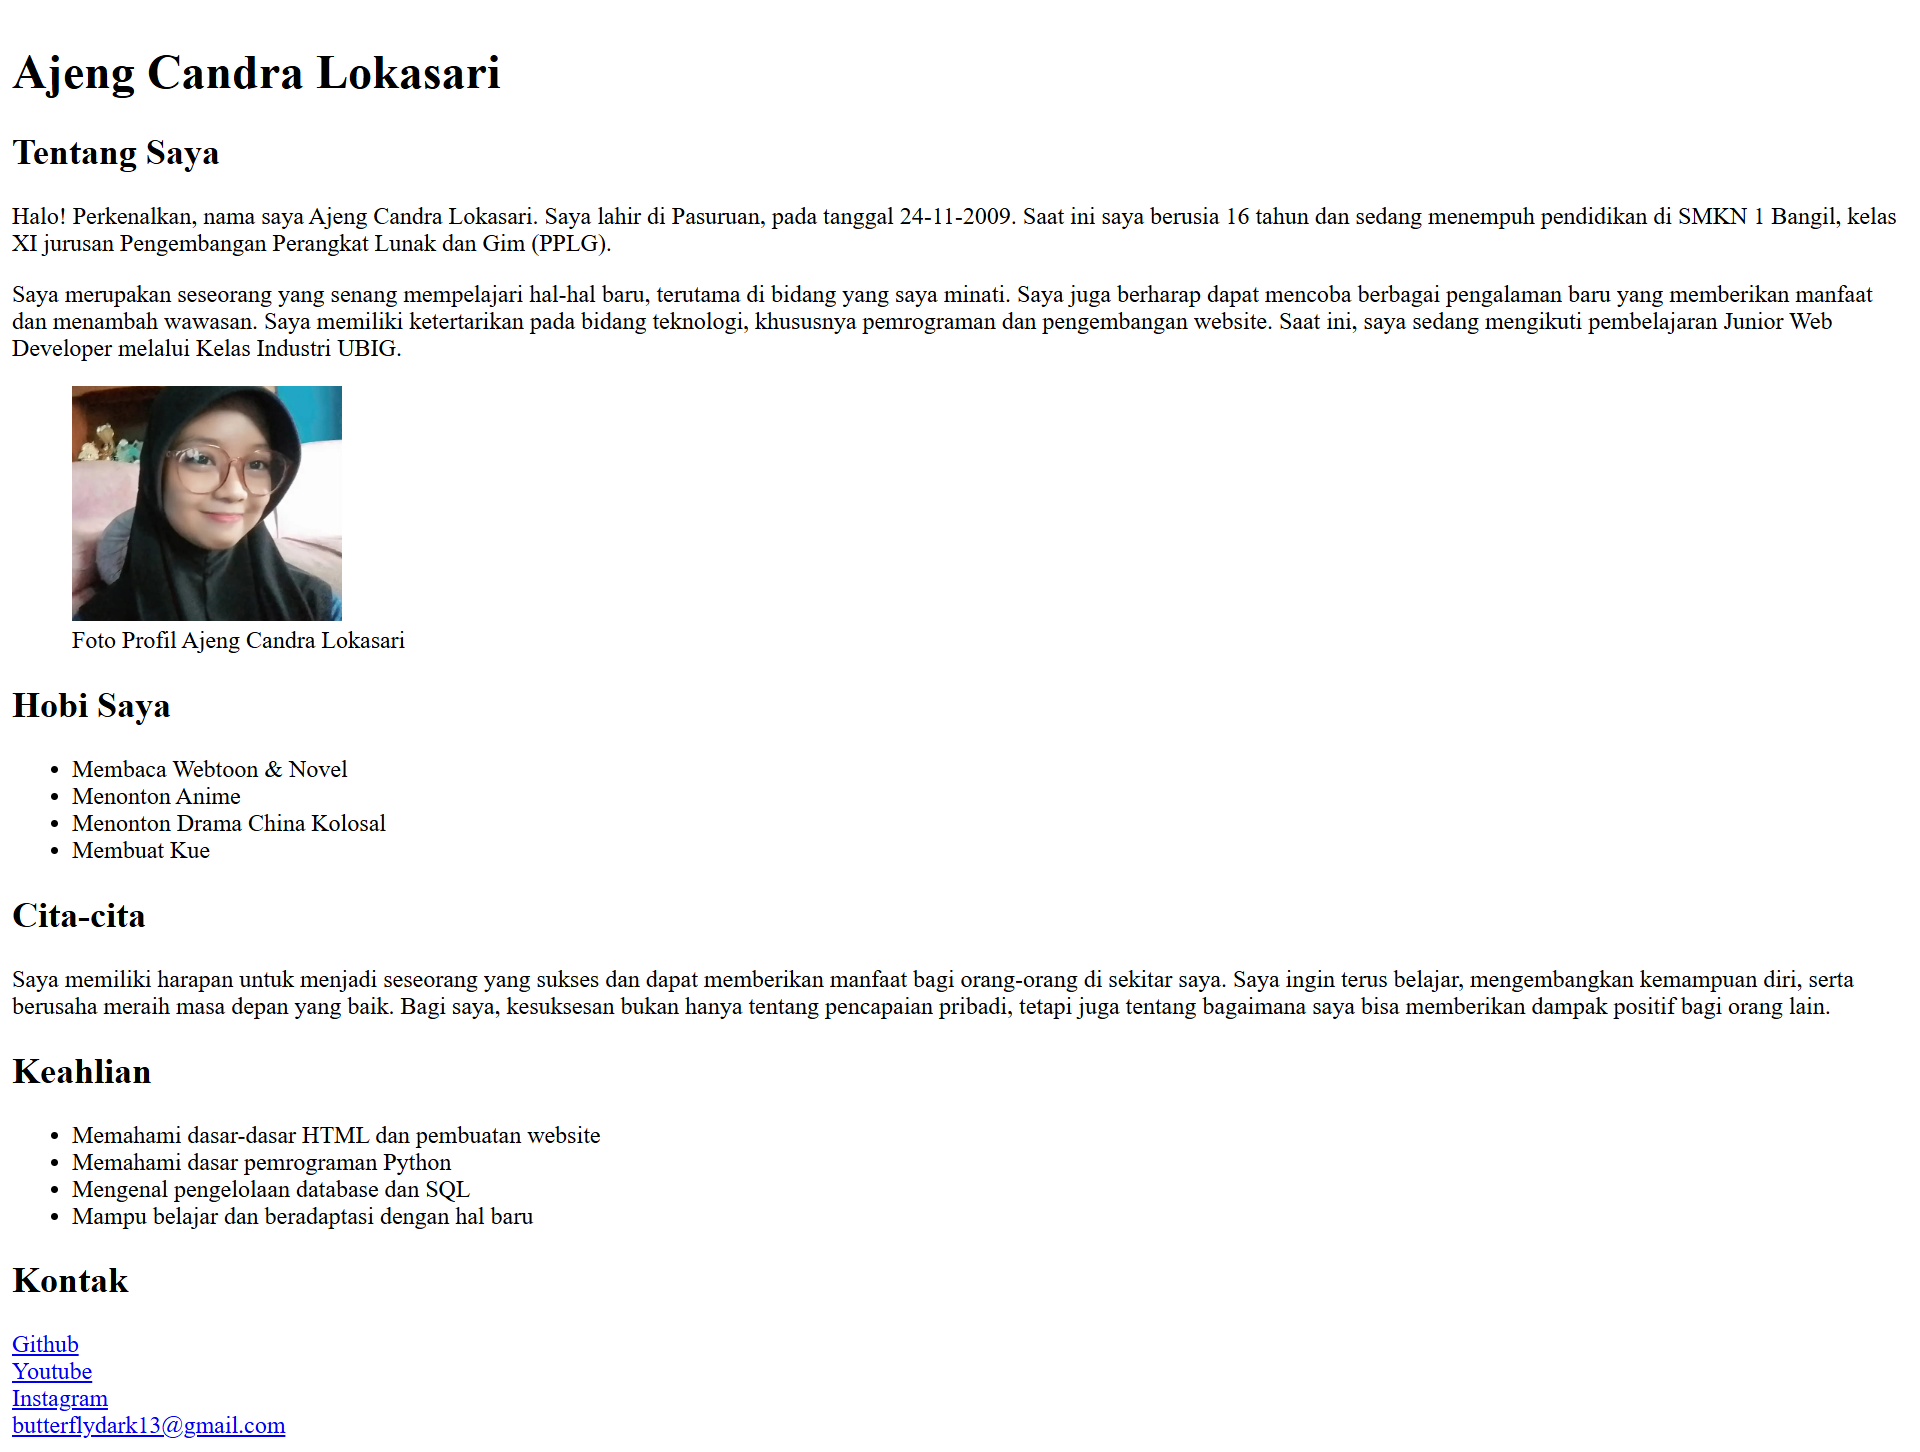 Ajeng Candra Lokasari
Tentang Saya
Halo! Perkenalkan, nama saya Ajeng Candra Lokasari. Saya lahir di Pasuruan, pada tanggal 24-11-2009. Saat ini saya berusia 16 tahun dan sedang menempuh pendidikan di SMKN 1 Bangil, kelas
XI jurusan Pengembangan Perangkat Lunak dan Gim (PPLG).
Saya merupakan seseorang yang senang mempelajari hal-hal baru, terutama di bidang yang saya minati. Saya juga berharap dapat mencoba berbagai pengalaman baru yang memberikan manfaat
dan menambah wawasan. Saya memiliki ketertarikan pada bidang teknologi, khususnya pemrograman dan pengembangan website. Saat ini, saya sedang mengikuti pembelajaran Junior Web
Developer melalui Kelas Industri UBIG.
Foto Profil Ajeng Candra Lokasari
Hobi Saya
• Membaca Webtoon & Novel
• Menonton Anime
• Menonton Drama China Kolosal
• Membuat Kue
Cita-cita
Saya memiliki harapan untuk menjadi seseorang yang sukses dan dapat memberikan manfaat bagi orang-orang di sekitar saya. Saya ingin terus belajar, mengembangkan kemampuan diri, serta
berusaha meraih masa depan yang baik. Bagi saya, kesuksesan bukan hanya tentang pencapaian pribadi, tetapi juga tentang bagaimana saya bisa memberikan dampak positif bagi orang lain.
Keahlian
• Memahami dasar-dasar HTML dan pembuatan website
• Memahami dasar pemrograman Python
• Mengenal pengelolaan database dan SQL
• Mampu belajar dan beradaptasi dengan hal baru
Kontak
Github
Youtube
Instagram
butterflydark13@gmail.com